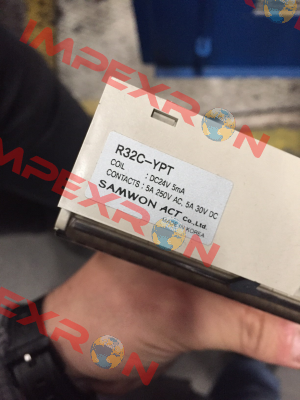 IMPEXRON
R32C-YPT
COIL : DC24V 5mA
CONTACTS : 5A 250V AC, 5A 30V DC
SAMWON ACT Co.,Ltd.
MADE IN KOREA
IMPEXRON
IMPEXRON